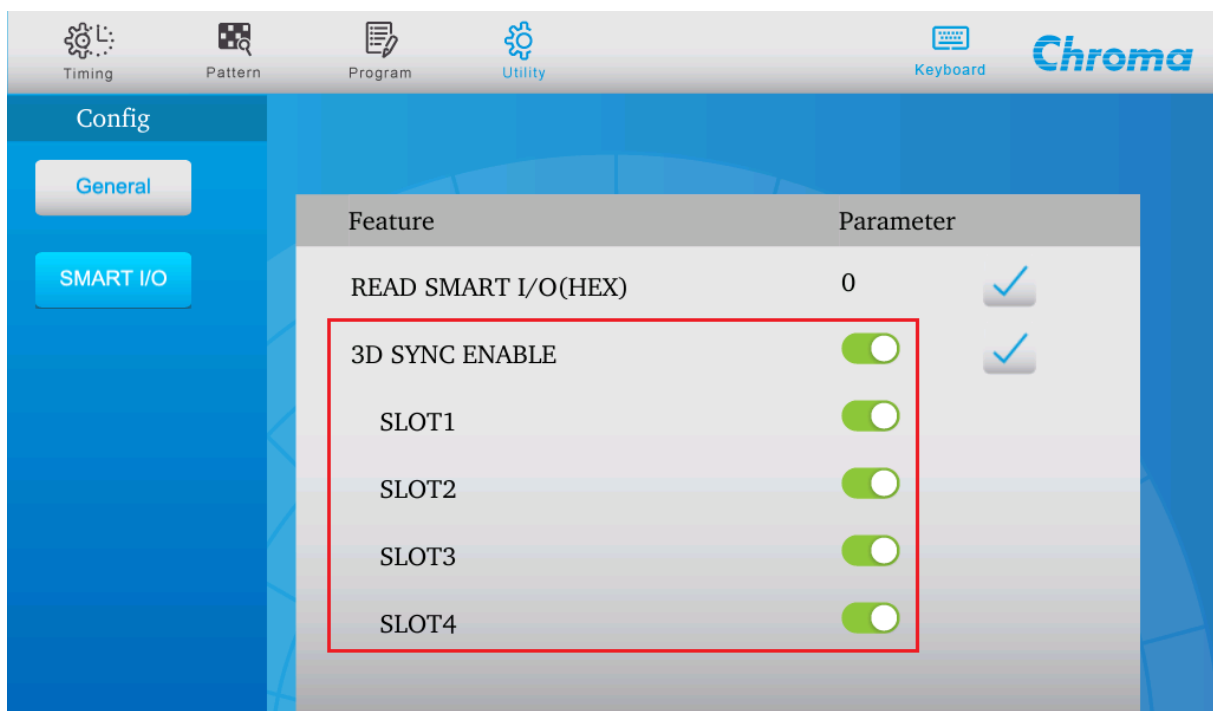 Timing
Pattern
Program
Utility
Keyboard
Chroma
Config
General
SMART I/O
Feature Parameter
READ SMART I/O(HEX) 0
3D SYNC ENABLE
SLOT1
SLOT2
SLOT3
SLOT4